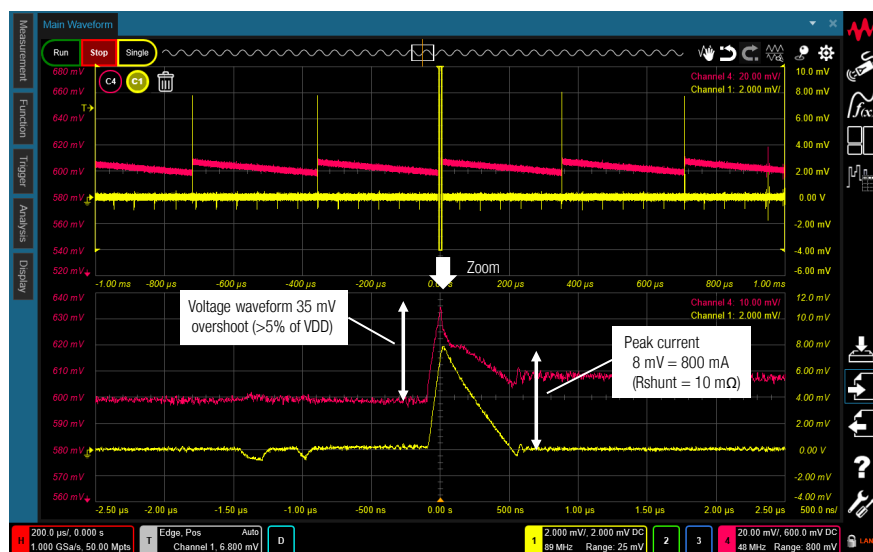 Main Waveform
Measurement
Function
Trigger
Analysis
Display
Run
Stop
Single
C4
C1
Channel 4: 20.00 mV/
Channel 1: 2.000 mV/
680 mV
660 mV
640 mV
620 mV
600 mV
580 mV
560 mV
540 mV
520 mV
T
10.0 mV
8.00 mV
6.00 mV
4.00 mV
2.00 mV
0.00 V
-2.00 mV
-4.00 mV
-6.00 mV
-1.00 ms
-800 µs
-600 µs
-400 µs
-200 µs
200 µs
400 µs
600 µs
800 µs
1.00 ms
Zoom
Channel 4: 10.00 mV/
Channel 1: 2.000 mV/
640 mV
630 mV
620 mV
610 mV
600 mV
590 mV
580 mV
570 mV
560 mV
12.0 mV
10.0 mV
8.00 mV
6.00 mV
4.00 mV
2.00 mV
0.00 V
-2.00 mV
-4.00 mV
Voltage waveform 35 mV
overshoot (>5% of VDD)
Peak current
8 mV = 800 mA
(Rshunt = 10 mΩ)
-2.50 µs
-2.00 µs
-1.50 µs
-1.00 µs
-500 ns
0.00 s
500 ns
1.00 µs
1.50 µs
2.00 µs
2.50 µs
500.0 ns/
H
200.0 µs/, 0.000 s
1.000 GSa/s, 50.00 Mpts
T
Edge, Pos
Auto
Channel 1, 6.800 mV
D
1
2.000 mV/, 2.000 mV DC
89 MHz
Range: 25 mV
2
3
4
20.00 mV/, 600.0 mV DC
48 MHz
Range: 800 mV
f(x)
?
LAN